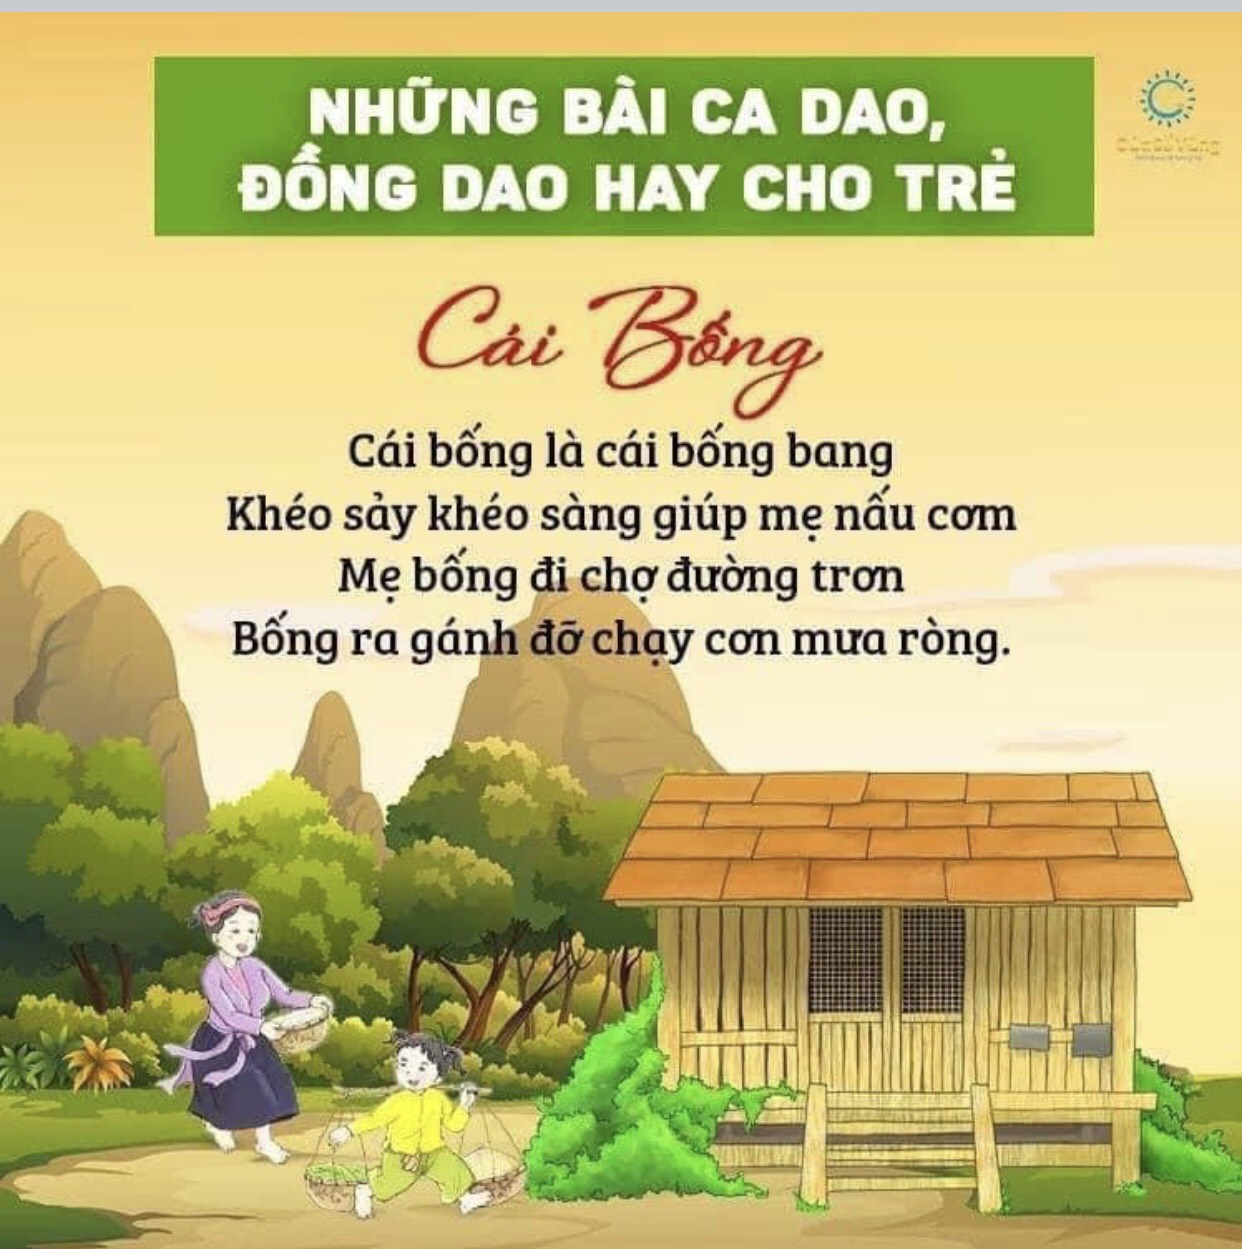 NHỮNG BÀI CA DAO,
ĐỒNG DAO HAY CHO TRẺ
Cái Bống
Cái bống là cái bống bang
Khéo sảy khéo sàng giúp mẹ nấu cơm
Mẹ bống đi chợ đường trơn
Bống ra gánh đỡ chạy cơn mưa ròng.